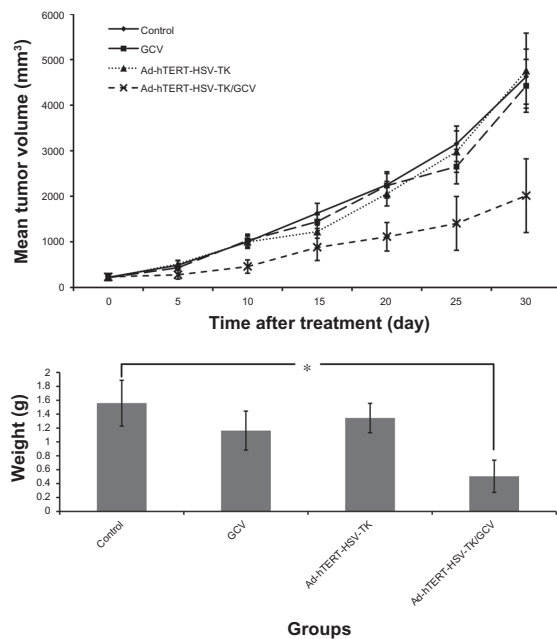 Mean tumor volume (mm³)
6000
5000
4000
3000
2000
1000
0
Control
GCV
Ad-hTERT-HSV-TK
Ad-hTERT-HSV-TK/GCV
0 5 10 15 20 25 30
Time after treatment (day)
Weight (g)
2
1.8
1.6
1.4
1.2
1
0.8
0.6
0.4
0.2
0
*
Control
GCV
Ad-hTERT-HSV-TK
Ad-hTERT-HSV-TK/GCV
Groups